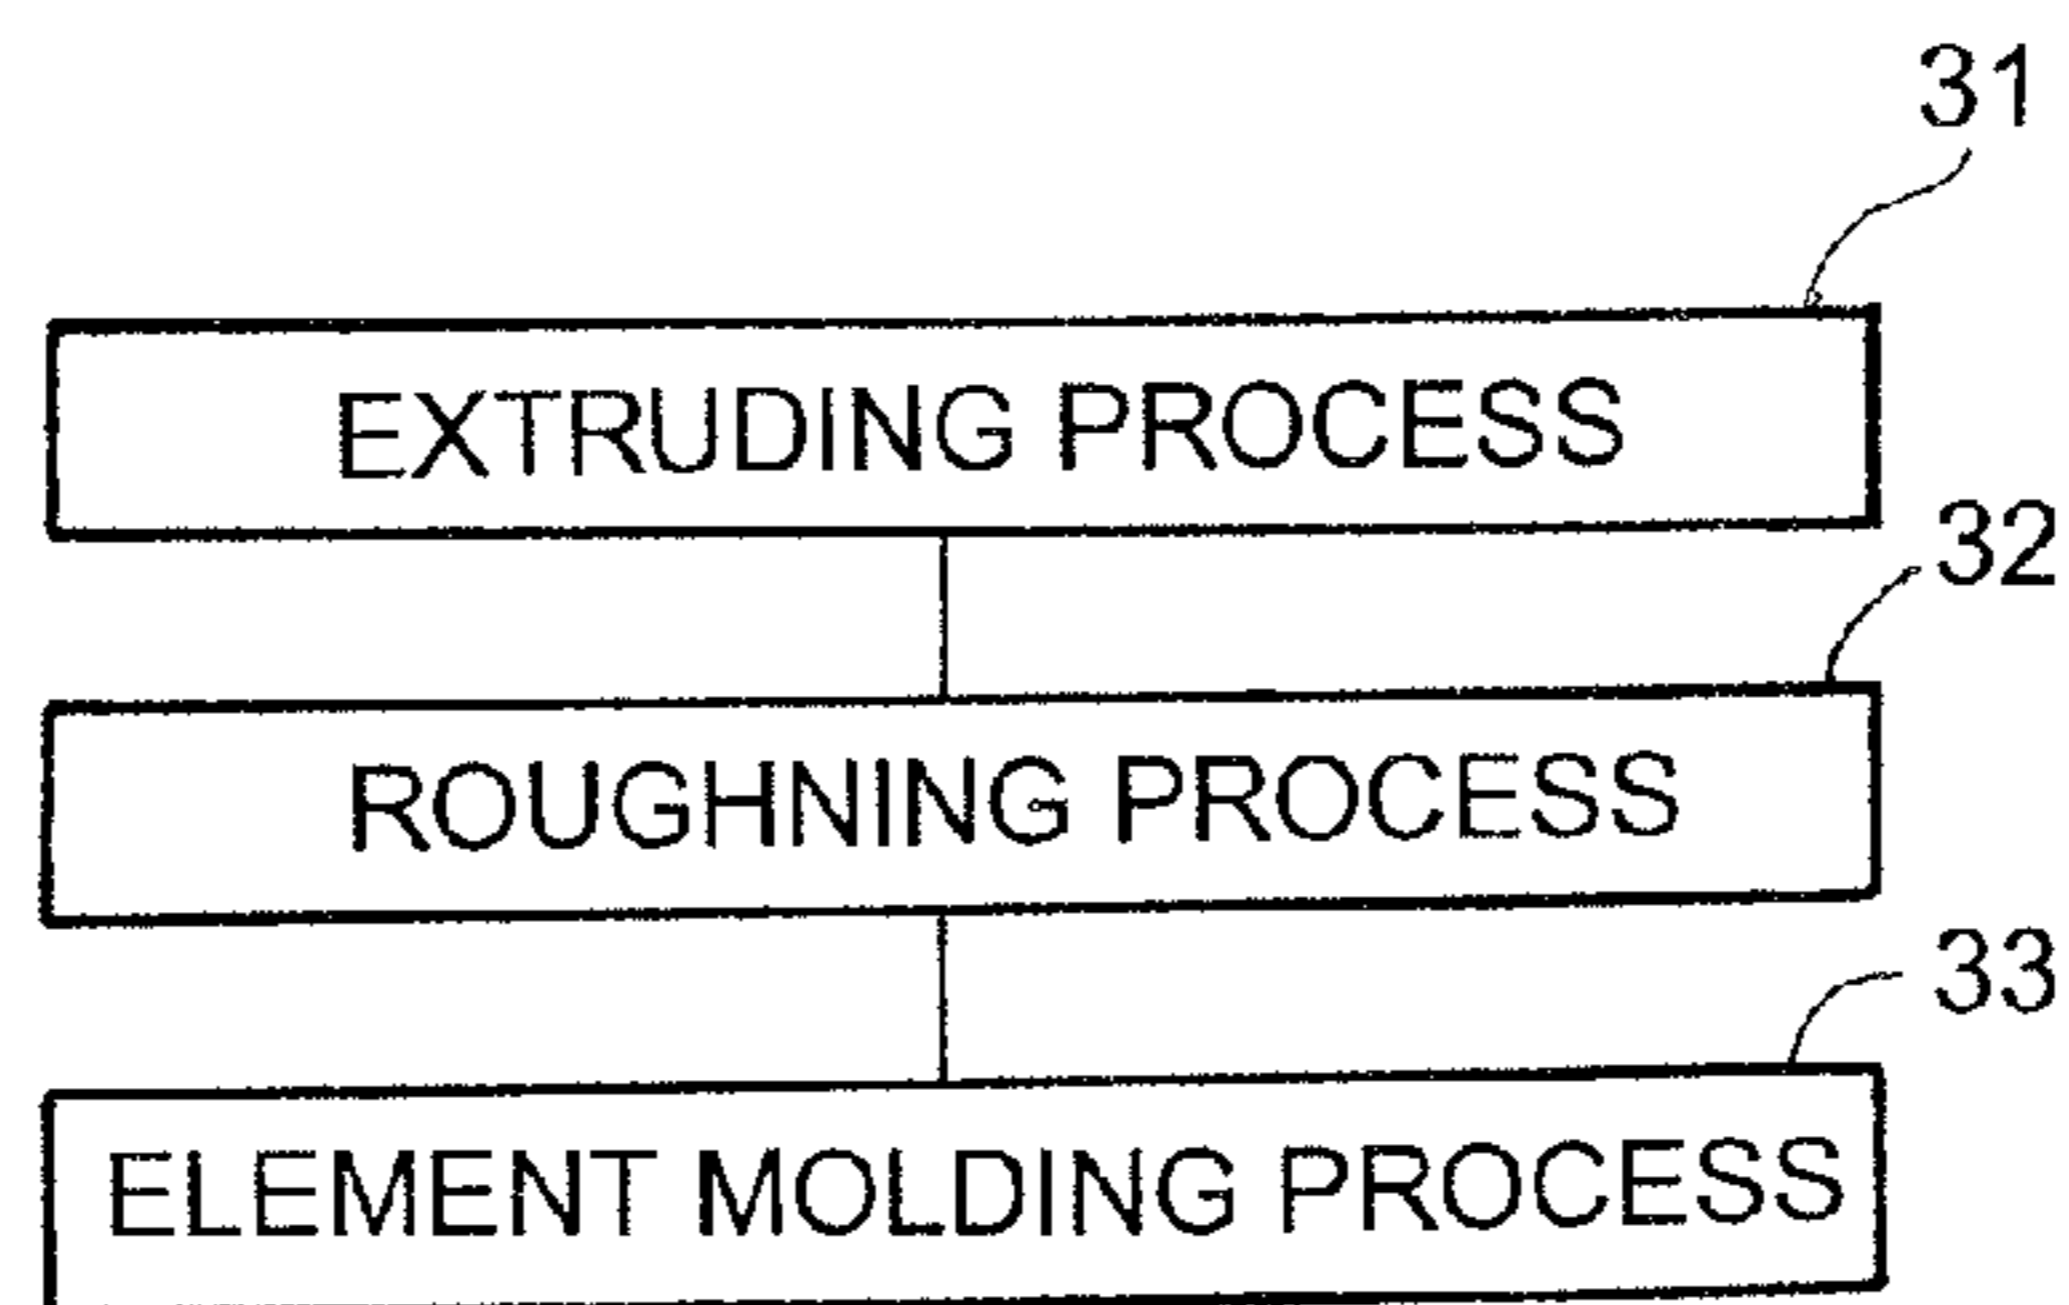 31
EXTRUDING PROCESS
32
ROUGHNING PROCESS
33
ELEMENT MOLDING PROCESS